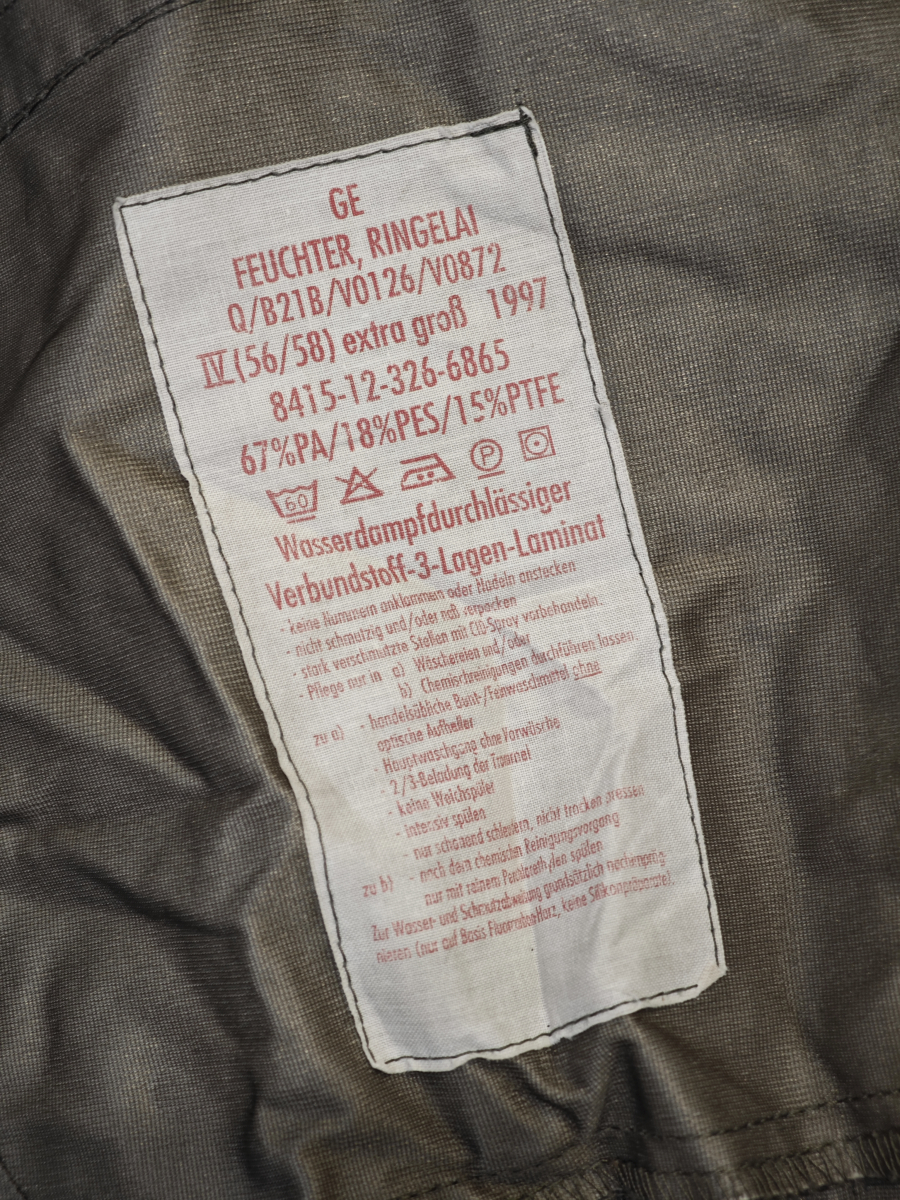 GE
FEUCHTER, RINGELAI
Q/B21B/V0126/V0872
IV(56/58) extra groß 1997
8415-12-326-6865
67%PA/18%PES/15%PTFE
60 P
Wasserdampfdurchlässiger
Verbundstoff-3-Lagen-Laminat
- keine Nummern anklammen oder Nadeln anstecken
- nicht schmutzig und/oder naß verpacken
- stark verschmutzte Stellen mit CID-Spray vorbehandeln.
- Pflege nur in a) Wäschereien und/oder
b) Chemischreinigungen durchführen lassen.
zu a) - handelsübliche Bunt-/Feinwaschmittel ohne
optische Aufheller
- Hauptwaschgang ohne Vorwäsche
- 2/3-Beladung der Trommel
- keine Weichspüler
- intensiv spülen
- nur schonend schleudern, nicht trocken pressen
zu b) - nach dem chemischen Reinigungsvorgang
nur mit reinem Perchlorethylen spülen
Zur Wasser- und Schmutzabweisung grundsätzlich nachimpräg-
nieren (nur auf Basis Fluorcarbon-Harz, keine Silikonpräparate).